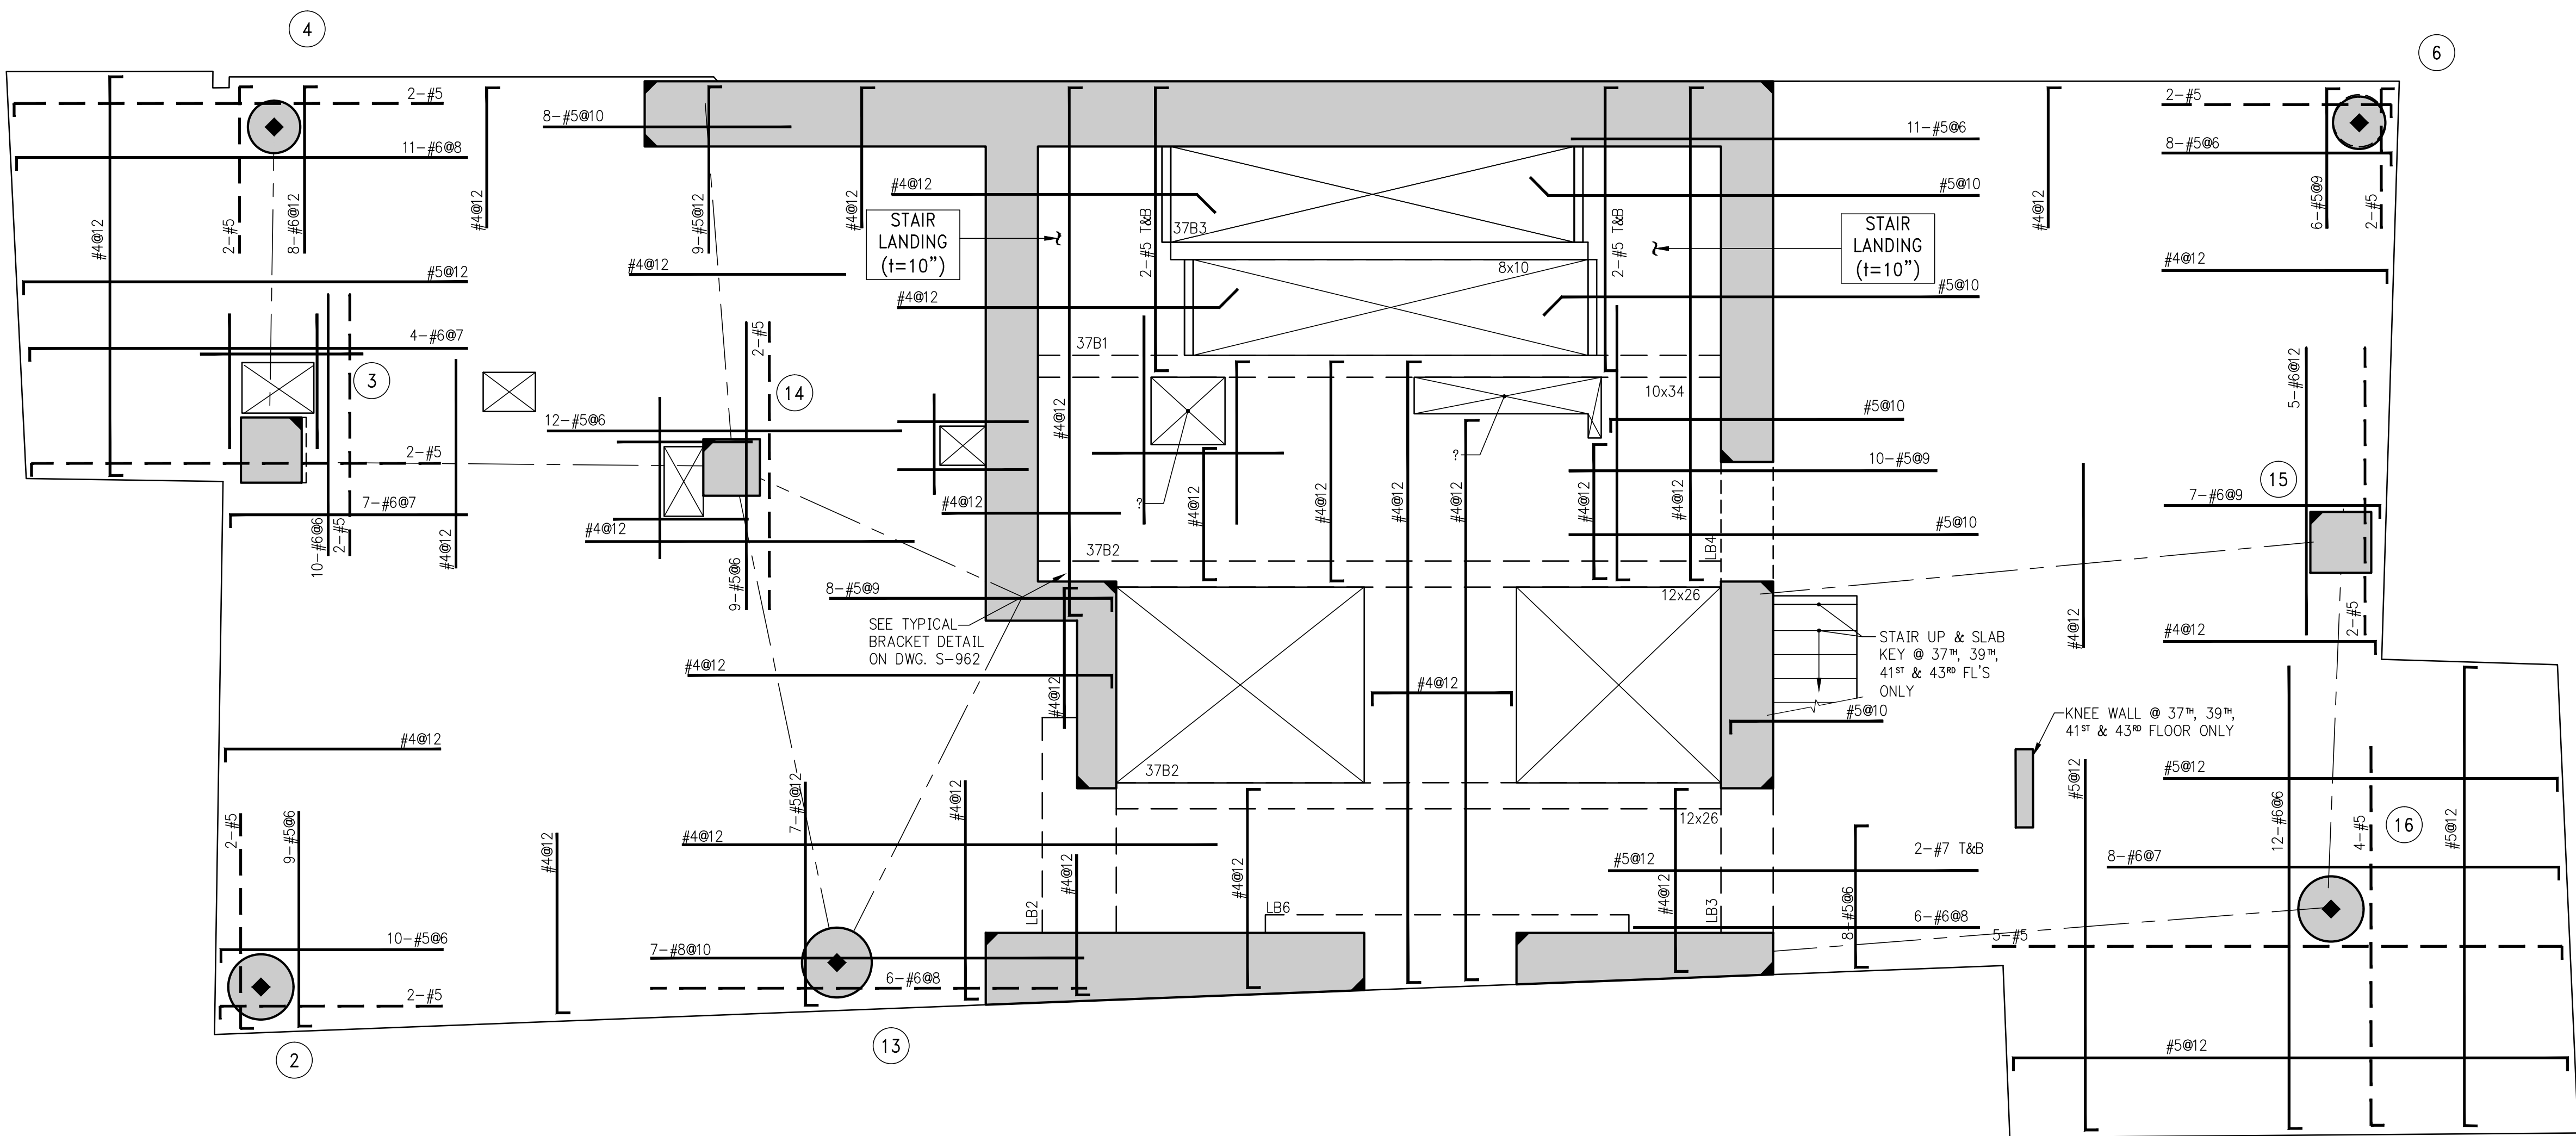 4
6
2-#5
11-#6@8
#4@12
2-#5
8-#6@12
#4@12
8-#5@10
9-#5@12
#4@12
#4@12
#4@12
STAIR
LANDING
(t=10")
2-#5 T&B
37B3
8x10
2-#5 T&B
11-#5@6
#5@10
STAIR
LANDING
(t=10")
#5@10
#4@12
2-#5
8-#5@6
6-#5@9
2-#5
#4@12
#5@12
4-#6@7
3
#4@12
2-#5
14
37B1
10x34
#5@10
5-#6@12
12-#5@6
#4@12
2-#5
7-#6@7
10-#6@6
2-#5
#4@12
#4@12
#4@12
?
?
#4@12
#4@12
#4@12
#4@12
#4@12
#4@12
10-#5@9
15
7-#6@9
#5@10
9-#5@6
37B2
LB4
8-#5@9
12x26
SEE TYPICAL
BRACKET DETAIL
ON DWG. S-962
STAIR UP & SLAB
KEY @ 37TH, 39TH,
41ST & 43RD FL'S
ONLY
#4@12
2-#5
#4@12
#4@12
#4@12
#4@12
#5@10
KNEE WALL @ 37TH, 39TH,
41ST & 43RD FLOOR ONLY
#4@12
37B2
#5@12
#5@12
2-#5
9-#5@6
#4@12
7-#5@12
#4@12
#4@12
12x26
12-#6@6
4-#5
16
#5@12
#4@12
#4@12
#5@12
2-#7 T&B
8-#6@7
#4@12
8-#5@6
LB2
LB6
LB3
6-#6@8
10-#5@6
7-#8@10
5-#5
6-#6@8
2-#5
2
13
#5@12